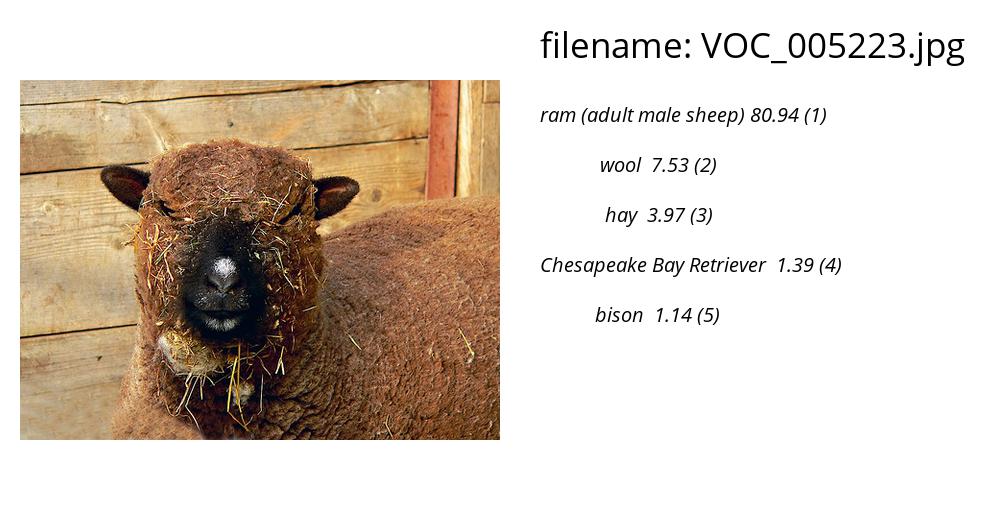 filename: VOC_005223.jpg
ram (adult male sheep) 80.94 (1)
wool 7.53 (2)
hay 3.97 (3)
Chesapeake Bay Retriever 1.39 (4)
bison 1.14 (5)